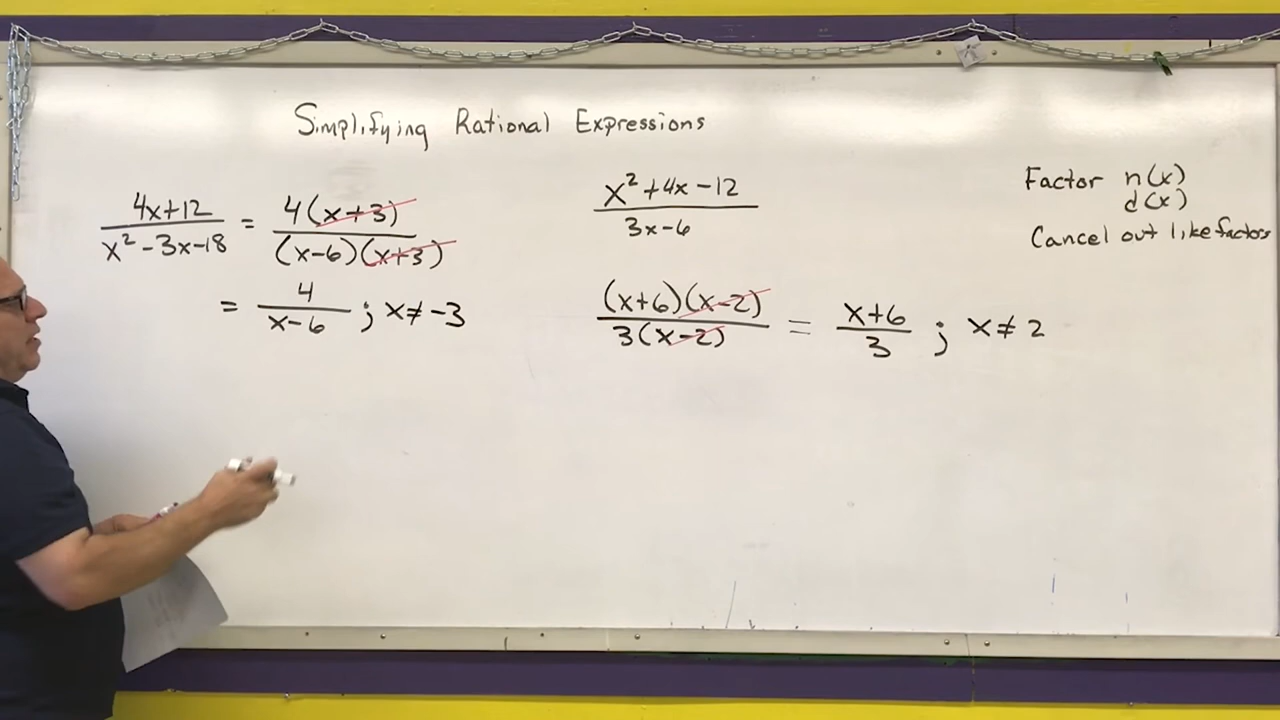 Simplifying Rational Expressions
4x+12 / x² -3x-18 = 4(x+3) / (x-6)(x+3)
= 4 / x-6 ; x≠-3
x² +4x -12 / 3x-6
(x+6)(x-2) / 3(x-2) = x+6 / 3 ; x≠2
Factor n(x)
d(x)
Cancel out like factors